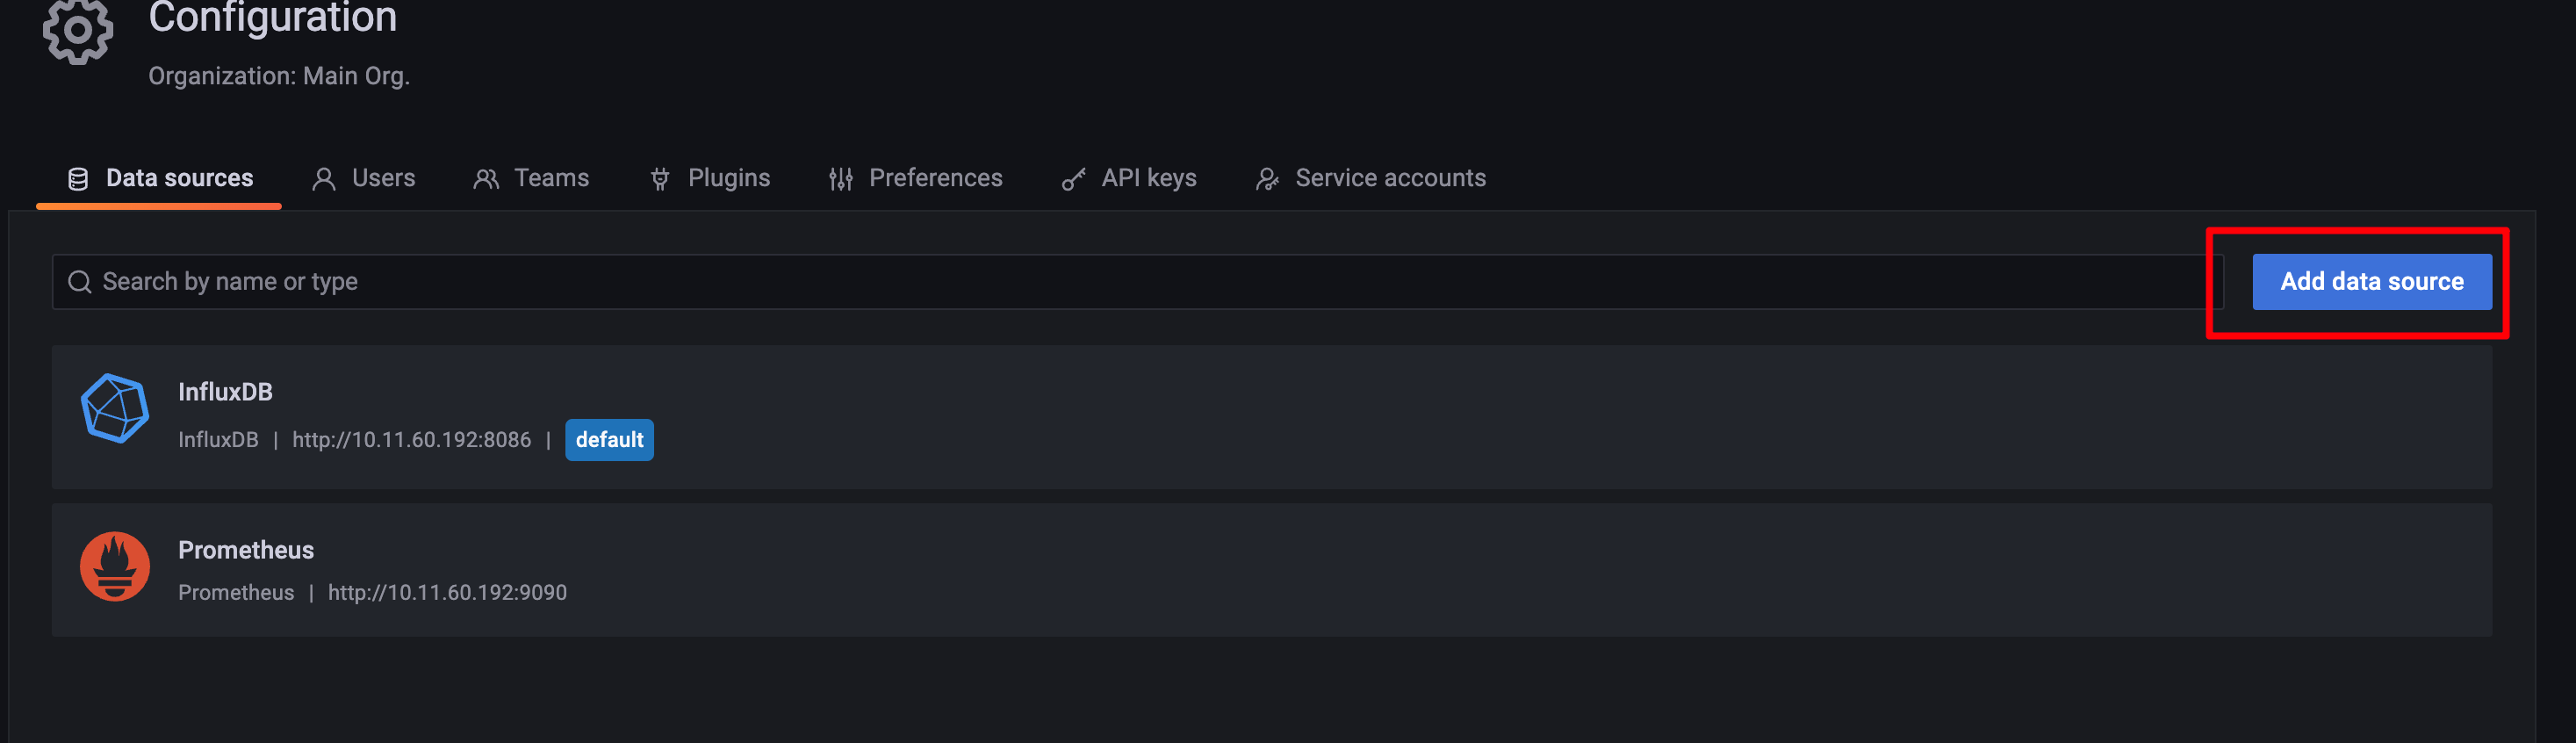 Configuration
Organization: Main Org.
Data sources Users Teams Plugins Preferences API keys Service accounts
Search by name or type Add data source
InfluxDB
InfluxDB | http://10.11.60.192:8086 | default
Prometheus
Prometheus | http://10.11.60.192:9090